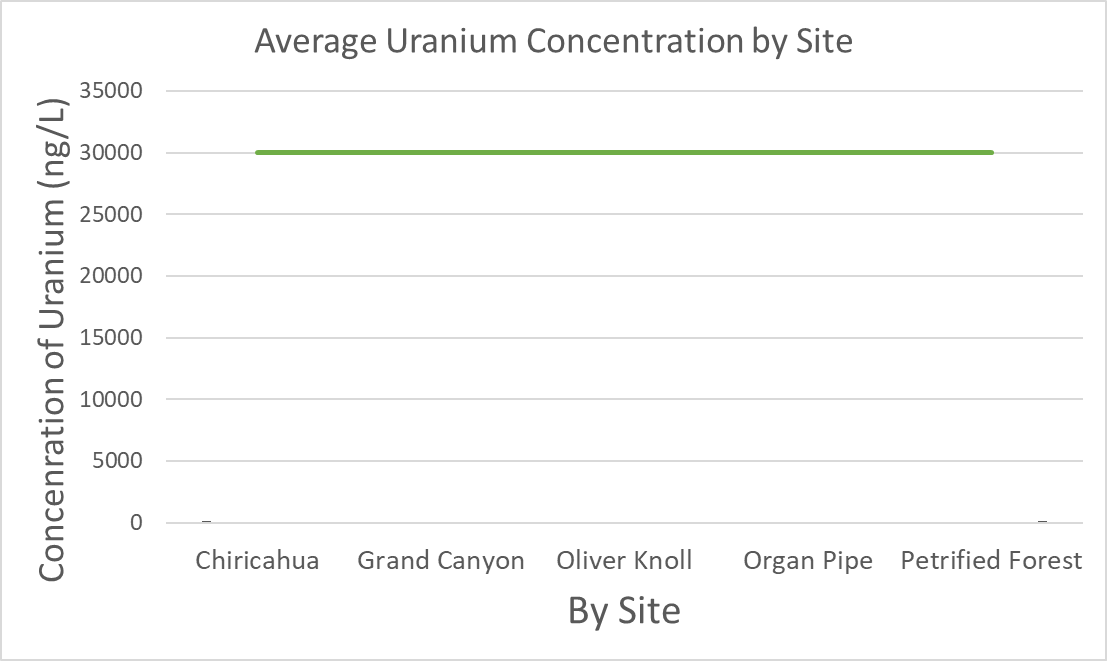 Average Uranium Concentration by Site
Concenration of Uranium (ng/L)
35000
30000
25000
20000
15000
10000
5000
0
Chiricahua Grand Canyon Oliver Knoll Organ Pipe Petrified Forest
By Site